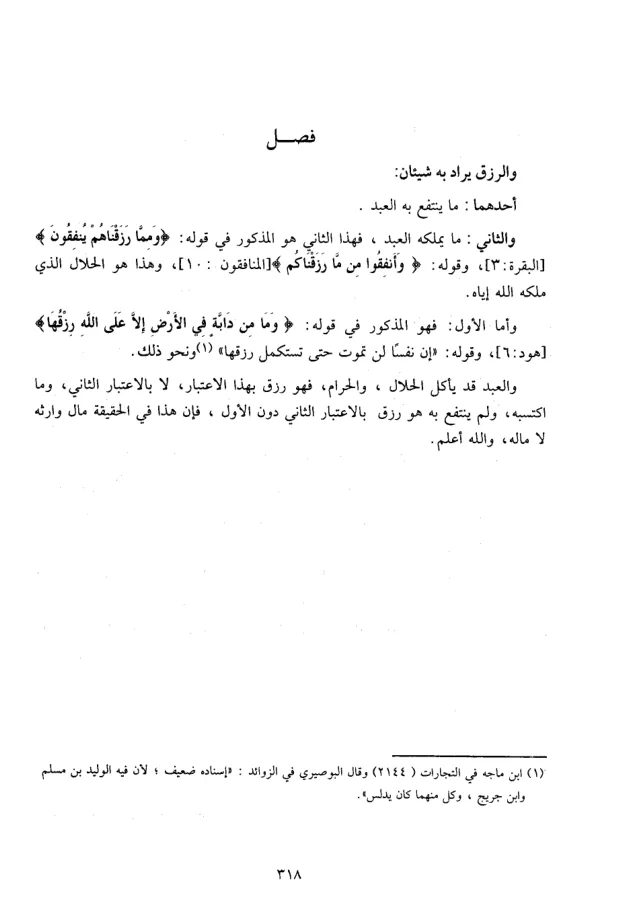 فصـــل
والرزق يراد به شيئان:
أحدهما : ما ينتفع به العبد .
والثاني : ما يملكه العبد ، فهذا الثاني هو المذكور في قوله: ﴿وَمِمَّا رَزَقْنَاهُمْ يُنفِقُونَ ﴾
[البقرة:٣]، وقوله: ﴿ وَأَنفِقُوا مِن مَّا رَزَقْنَاكُم ﴾[المنافقون :١٠]، وهذا هو الحلال الذي
ملكه الله إياه.
وأما الأول: فهو المذكور في قوله: ﴿ وَمَا مِن دَابَّةٍ فِي الأَرْضِ إِلاَّ عَلَى اللَّهِ رِزْقُهَا﴾
[هود:٦]، وقوله: «إن نفسًا لن تموت حتى تستكمل رزقها» (١)ونحو ذلك.
والعبد قد يأكل الحلال ، والحرام، فهو رزق بهذا الاعتبار، لا بالاعتبار الثاني، وما
اكتسبه، ولم ينتفع به هو رزق بالاعتبار الثاني دون الأول ، فإن هذا في الحقيقة مال وارثه
لا ماله، والله أعلم.
(١) ابن ماجه في التجارات ( ٢١٤٤) وقال البوصيري في الزوائد : «إسناده ضعيف ؛ لآن فيه الوليد بن مسلم
وابن جريج ، وكل منهما كان يدلس» .
٣١٨